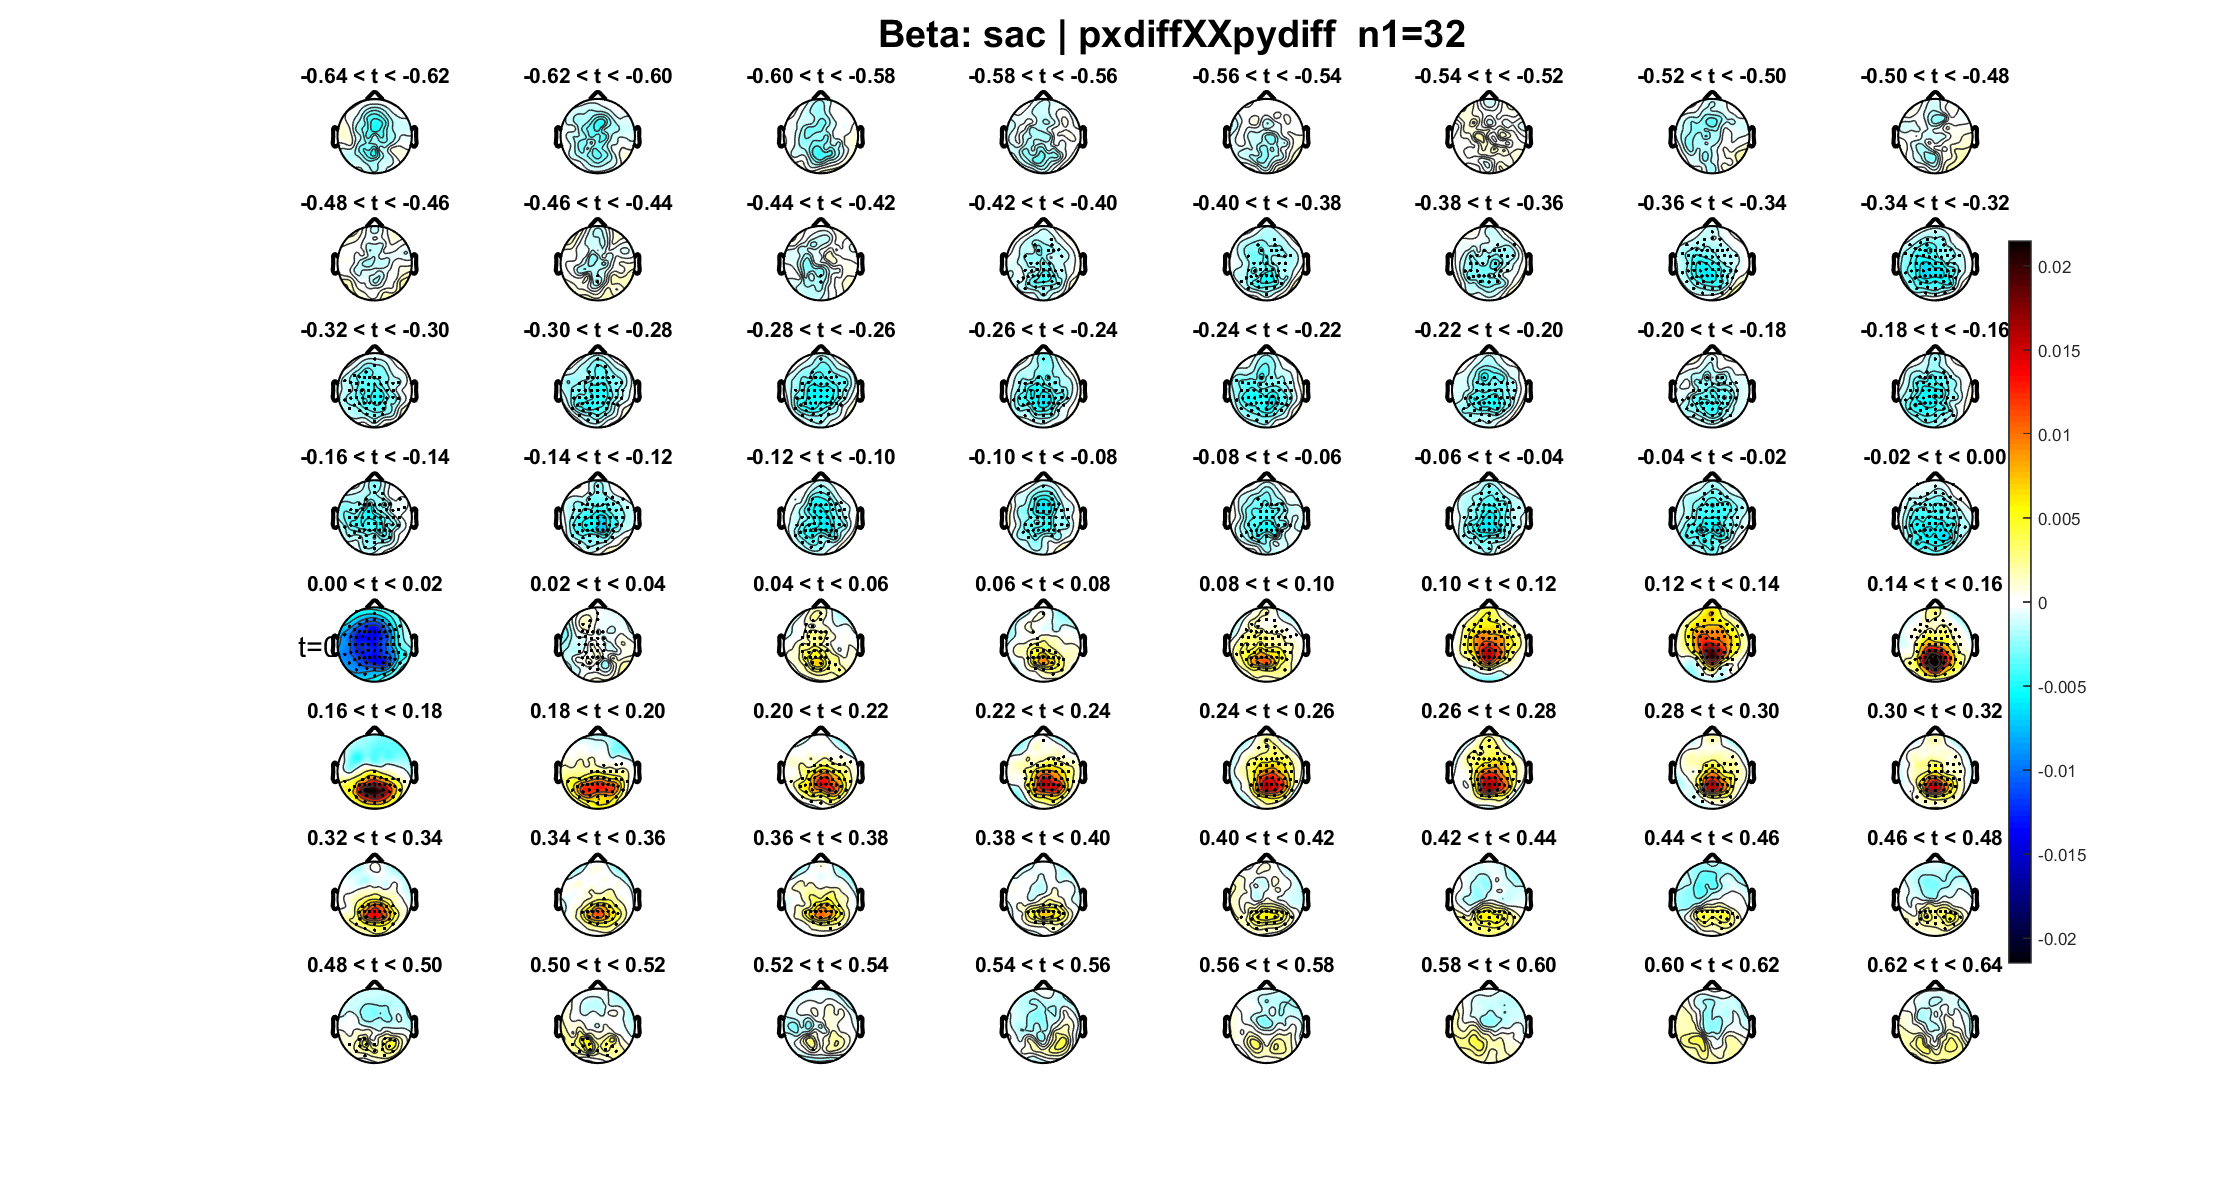 Beta: sac | pxdiffXXpydiff  n1=32
-0.64 < t < -0.62
-0.62 < t < -0.60
-0.60 < t < -0.58
-0.58 < t < -0.56
-0.56 < t < -0.54
-0.54 < t < -0.52
-0.52 < t < -0.50
-0.50 < t < -0.48
-0.48 < t < -0.46
-0.46 < t < -0.44
-0.44 < t < -0.42
-0.42 < t < -0.40
-0.40 < t < -0.38
-0.38 < t < -0.36
-0.36 < t < -0.34
-0.34 < t < -0.32
-0.32 < t < -0.30
-0.30 < t < -0.28
-0.28 < t < -0.26
-0.26 < t < -0.24
-0.24 < t < -0.22
-0.22 < t < -0.20
-0.20 < t < -0.18
-0.18 < t < -0.16
-0.16 < t < -0.14
-0.14 < t < -0.12
-0.12 < t < -0.10
-0.10 < t < -0.08
-0.08 < t < -0.06
-0.06 < t < -0.04
-0.04 < t < -0.02
-0.02 < t < 0.00
0.00 < t < 0.02
0.02 < t < 0.04
0.04 < t < 0.06
0.06 < t < 0.08
0.08 < t < 0.10
0.10 < t < 0.12
0.12 < t < 0.14
0.14 < t < 0.16
t=0
0.16 < t < 0.18
0.18 < t < 0.20
0.20 < t < 0.22
0.22 < t < 0.24
0.24 < t < 0.26
0.26 < t < 0.28
0.28 < t < 0.30
0.30 < t < 0.32
0.32 < t < 0.34
0.34 < t < 0.36
0.36 < t < 0.38
0.38 < t < 0.40
0.40 < t < 0.42
0.42 < t < 0.44
0.44 < t < 0.46
0.46 < t < 0.48
0.48 < t < 0.50
0.50 < t < 0.52
0.52 < t < 0.54
0.54 < t < 0.56
0.56 < t < 0.58
0.58 < t < 0.60
0.60 < t < 0.62
0.62 < t < 0.64
0.02
0.015
0.01
0.005
0
-0.005
-0.01
-0.015
-0.02